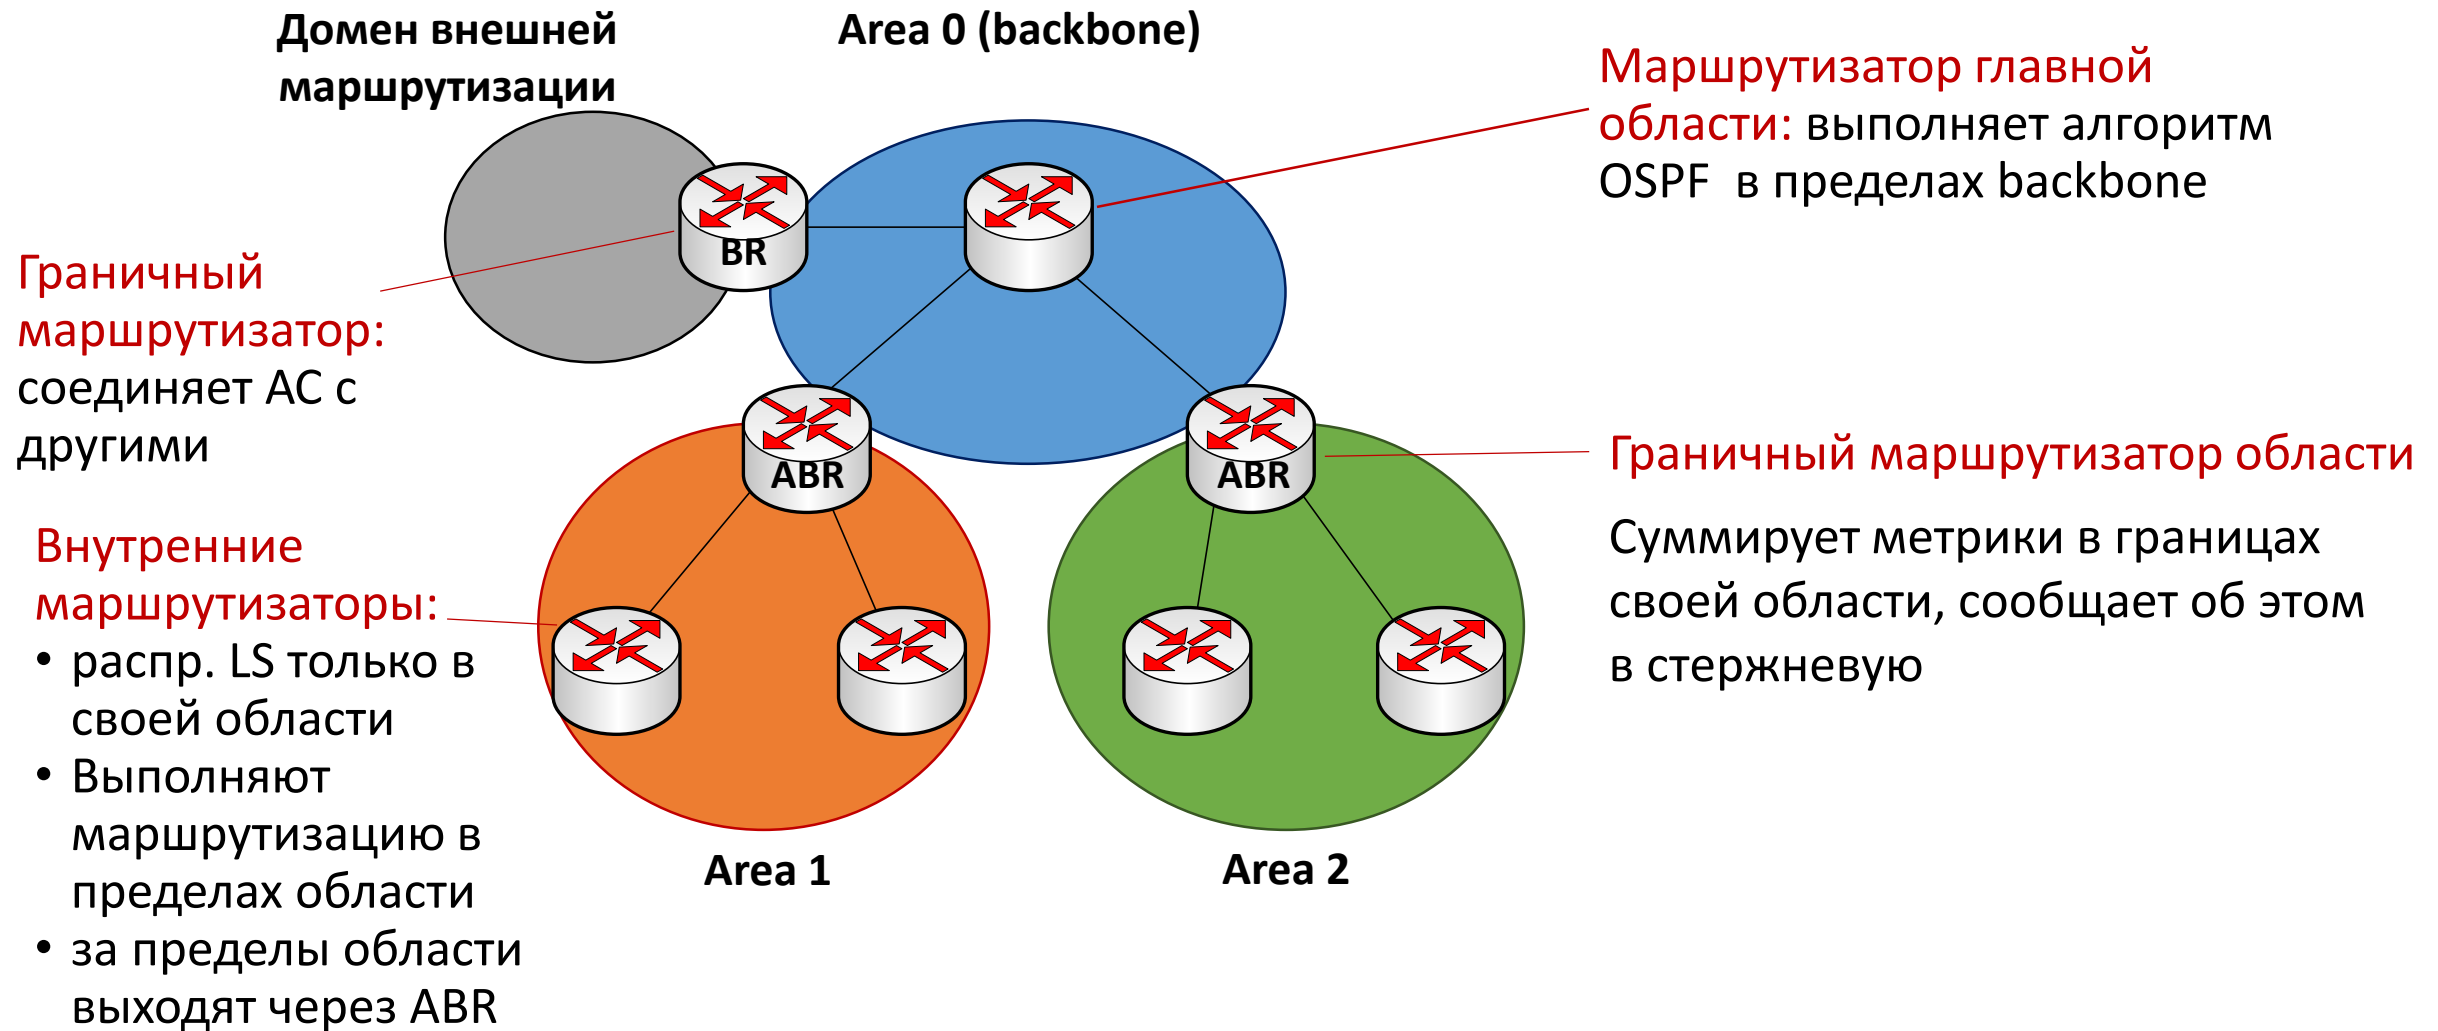 Домен внешней
маршрутизации
Area 0 (backbone)
Маршрутизатор главной
области: выполняет алгоритм
OSPF  в пределах backbone
BR
Граничный
маршрутизатор:
соединяет АС с
другими
ABR
ABR
Граничный маршрутизатор области
Суммирует метрики в границах
своей области, сообщает об этом
в стержневую
Внутренние
маршрутизаторы:
• распр. LS только в
своей области
• Выполняют
маршрутизацию в
пределах области
• за пределы области
выходят через ABR
Area 1
Area 2